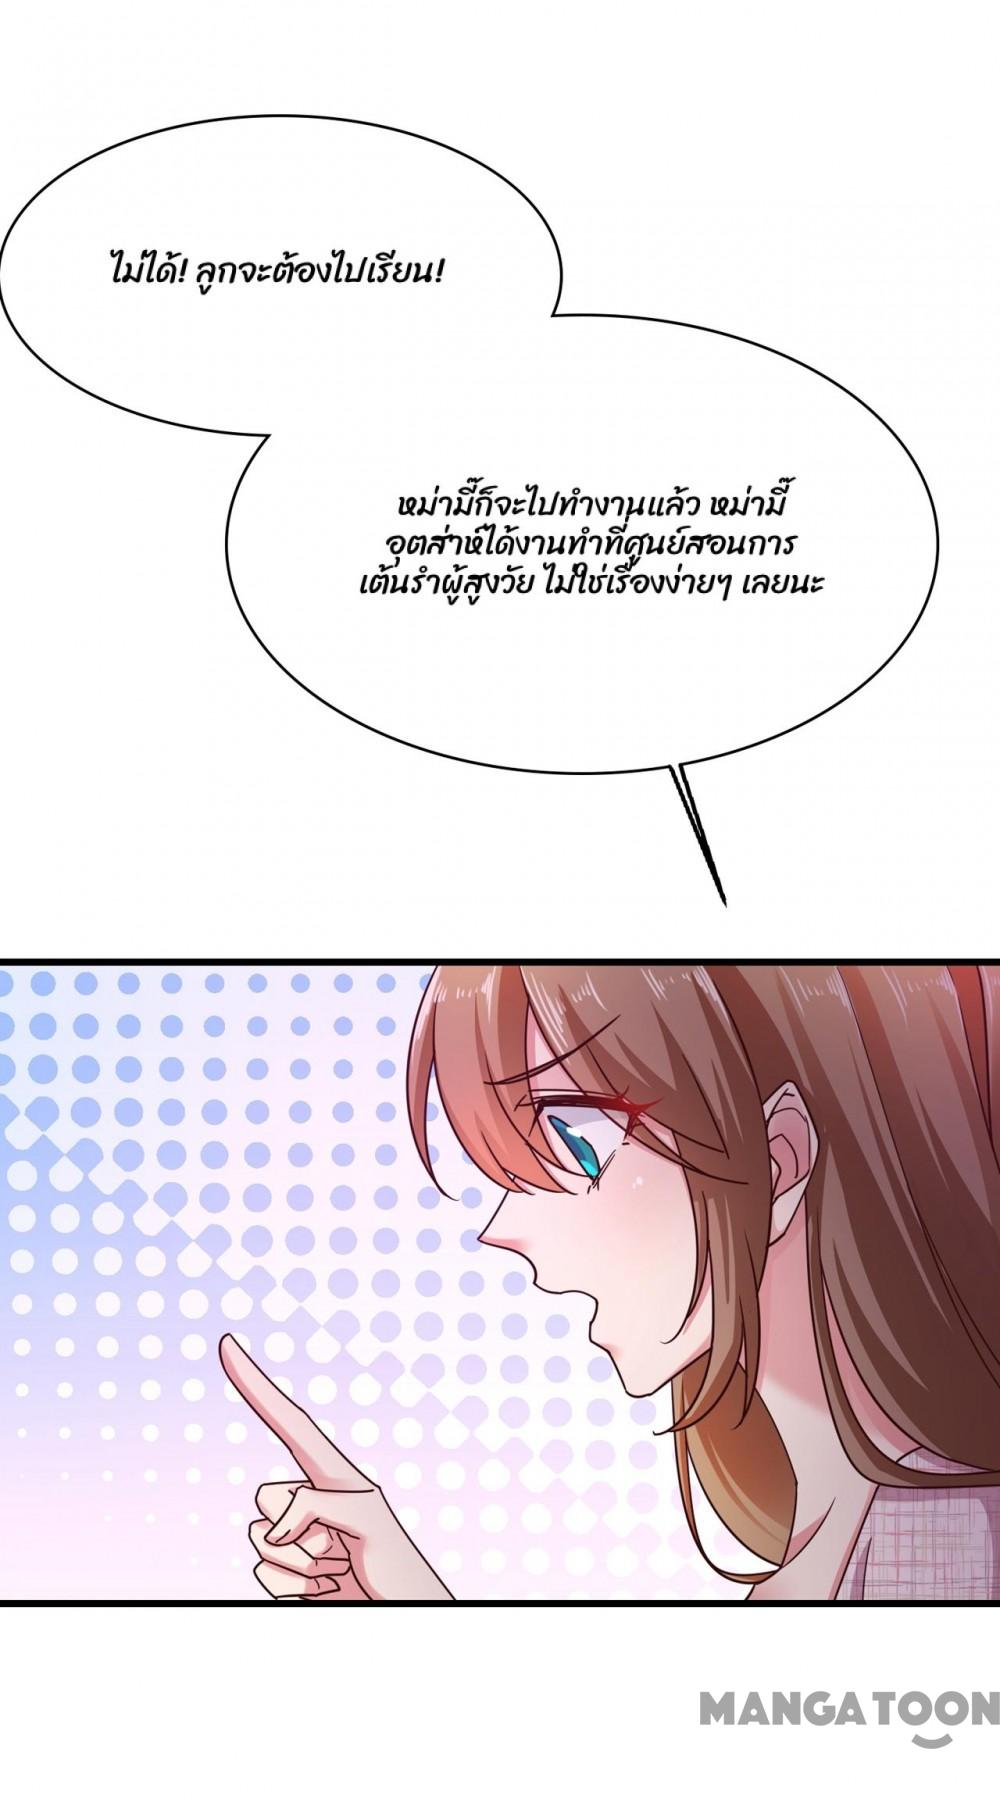 ไม่ได้! ลูกจะต้องไปเรียน!
หม่ามี๊ก็จะไปทำงานแล้ว หม่ามี๊
อุตส่าห์ได้งานทำที่ศูนย์สอนการ
เต้นรำผู้สูงวัย ไม่ใช่เรื่องง่ายๆ เลยนะ
MANGATOON